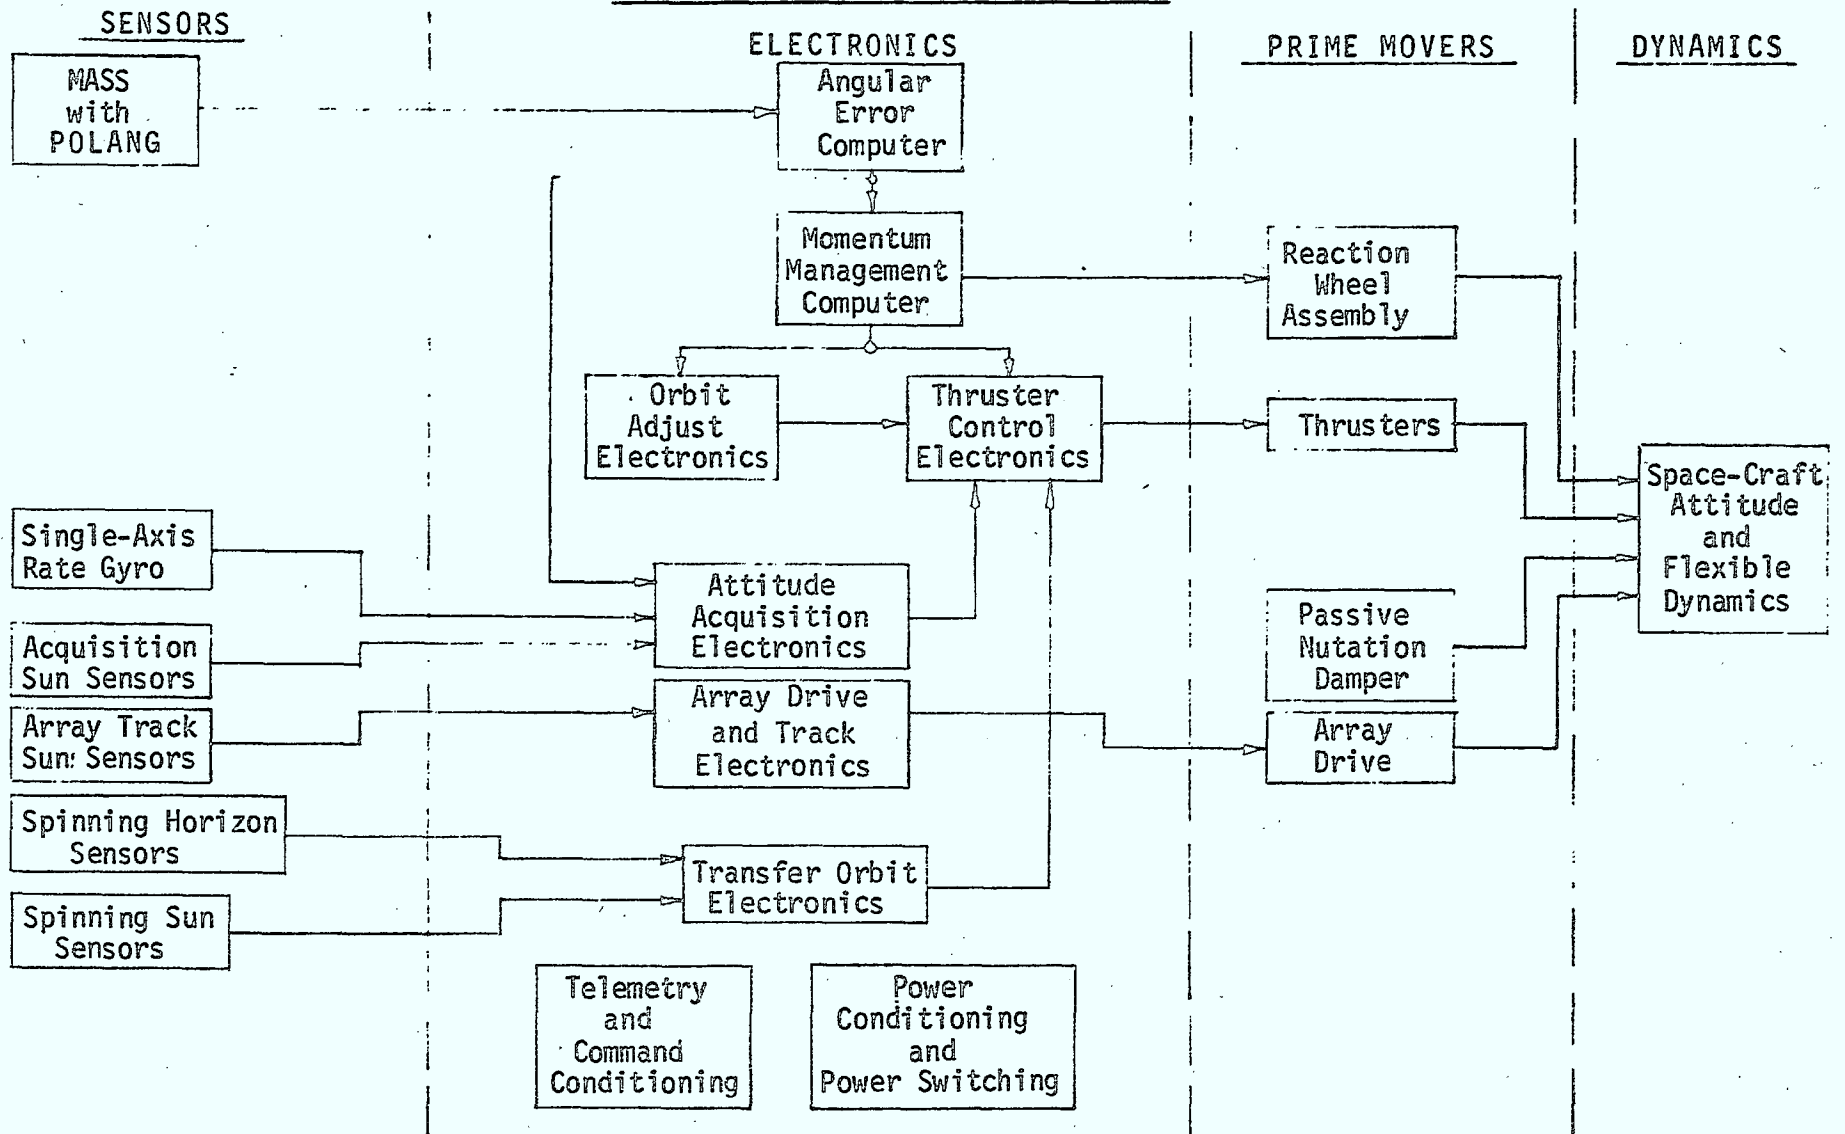 SENSORS
MASS
with
POLANG
Single-Axis
Rate Gyro
Acquisition
Sun Sensors
Array Track
Sun Sensors
Spinning Horizon
Sensors
Spinning Sun
Sensors
ELECTRONICS
Angular
Error
Computer
Momentum
Management
Computer
Orbit
Adjust
Electronics
Thruster
Control
Electronics
Attitude
Acquisition
Electronics
Array Drive
and Track
Electronics
Transfer Orbit
Electronics
Telemetry
and
Command
Conditioning
Power
Conditioning
and
Power Switching
PRIME MOVERS
Reaction
Wheel
Assembly
Thrusters
Passive
Nutation
Damper
Array
Drive
DYNAMICS
Space-Craft
Attitude
and
Flexible
Dynamics